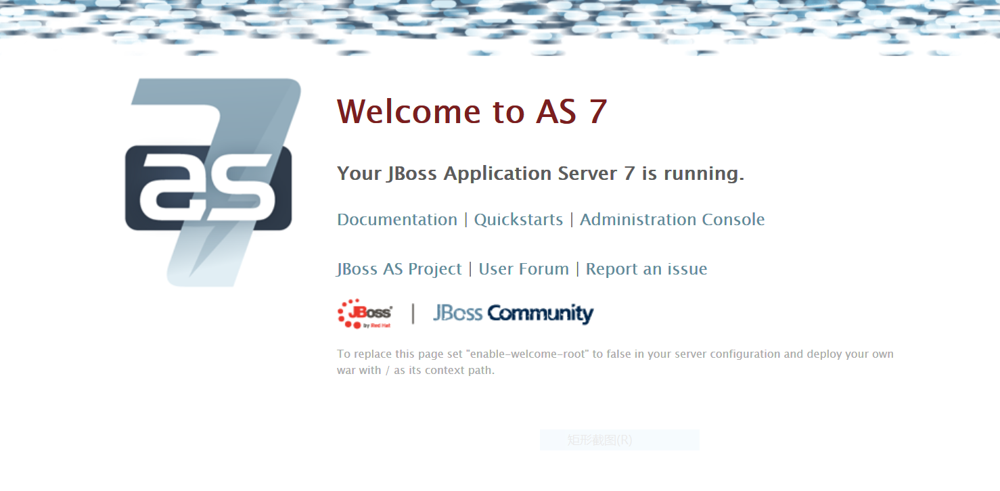 as
7
Welcome to AS 7
Your JBoss Application Server 7 is running.
Documentation | Quickstarts | Administration Console
JBoss AS Project | User Forum | Report an issue
JBoss by Red Hat | JBoss Community
To replace this page set "enable-welcome-root" to false in your server configuration and deploy your own
war with / as its context path.
矩形截图(R)